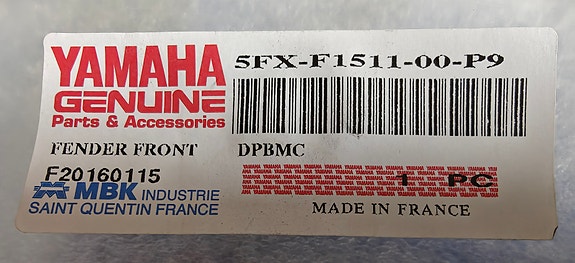 YAMAHA
GENUINE
Parts & Accessories
5FX-F1511-00-P9
FENDER FRONT DPBMC
F20160115
1 PC
MBK INDUSTRIE
SAINT QUENTIN FRANCE
MADE IN FRANCE